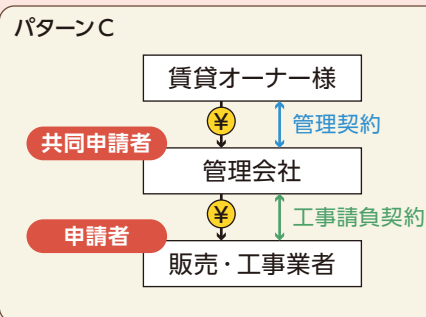 パターンC
賃貸オーナー様
¥
管理契約
共同申請者
管理会社
¥
工事請負契約
申請者
販売・工事業者